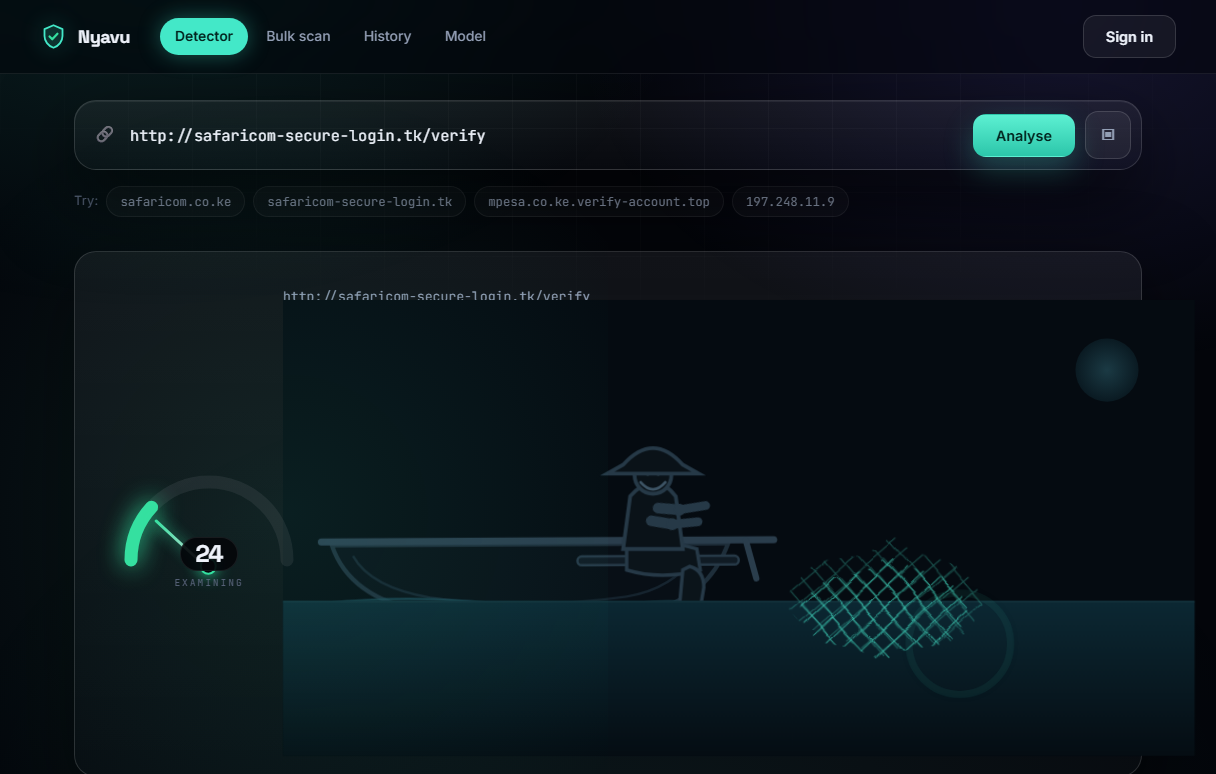 Nyavu
Detector
Bulk scan
History
Model
Sign in
http://safaricom-secure-login.tk/verify
Analyse
Try:
safaricom.co.ke
safaricom-secure-login.tk
mpesa.co.ke.verify-account.top
197.248.11.9
http://safaricom-secure-login.tk/verify
24
EXAMINING